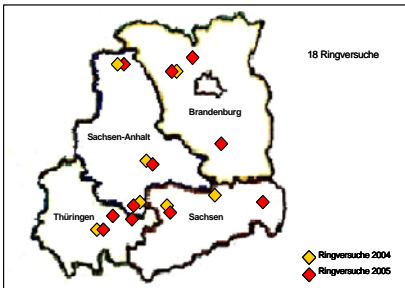 18 Ringversuche
Brandenburg
Sachsen-Anhalt
Thüringen
Sachsen
Ringversuche 2004
Ringversuche 2005